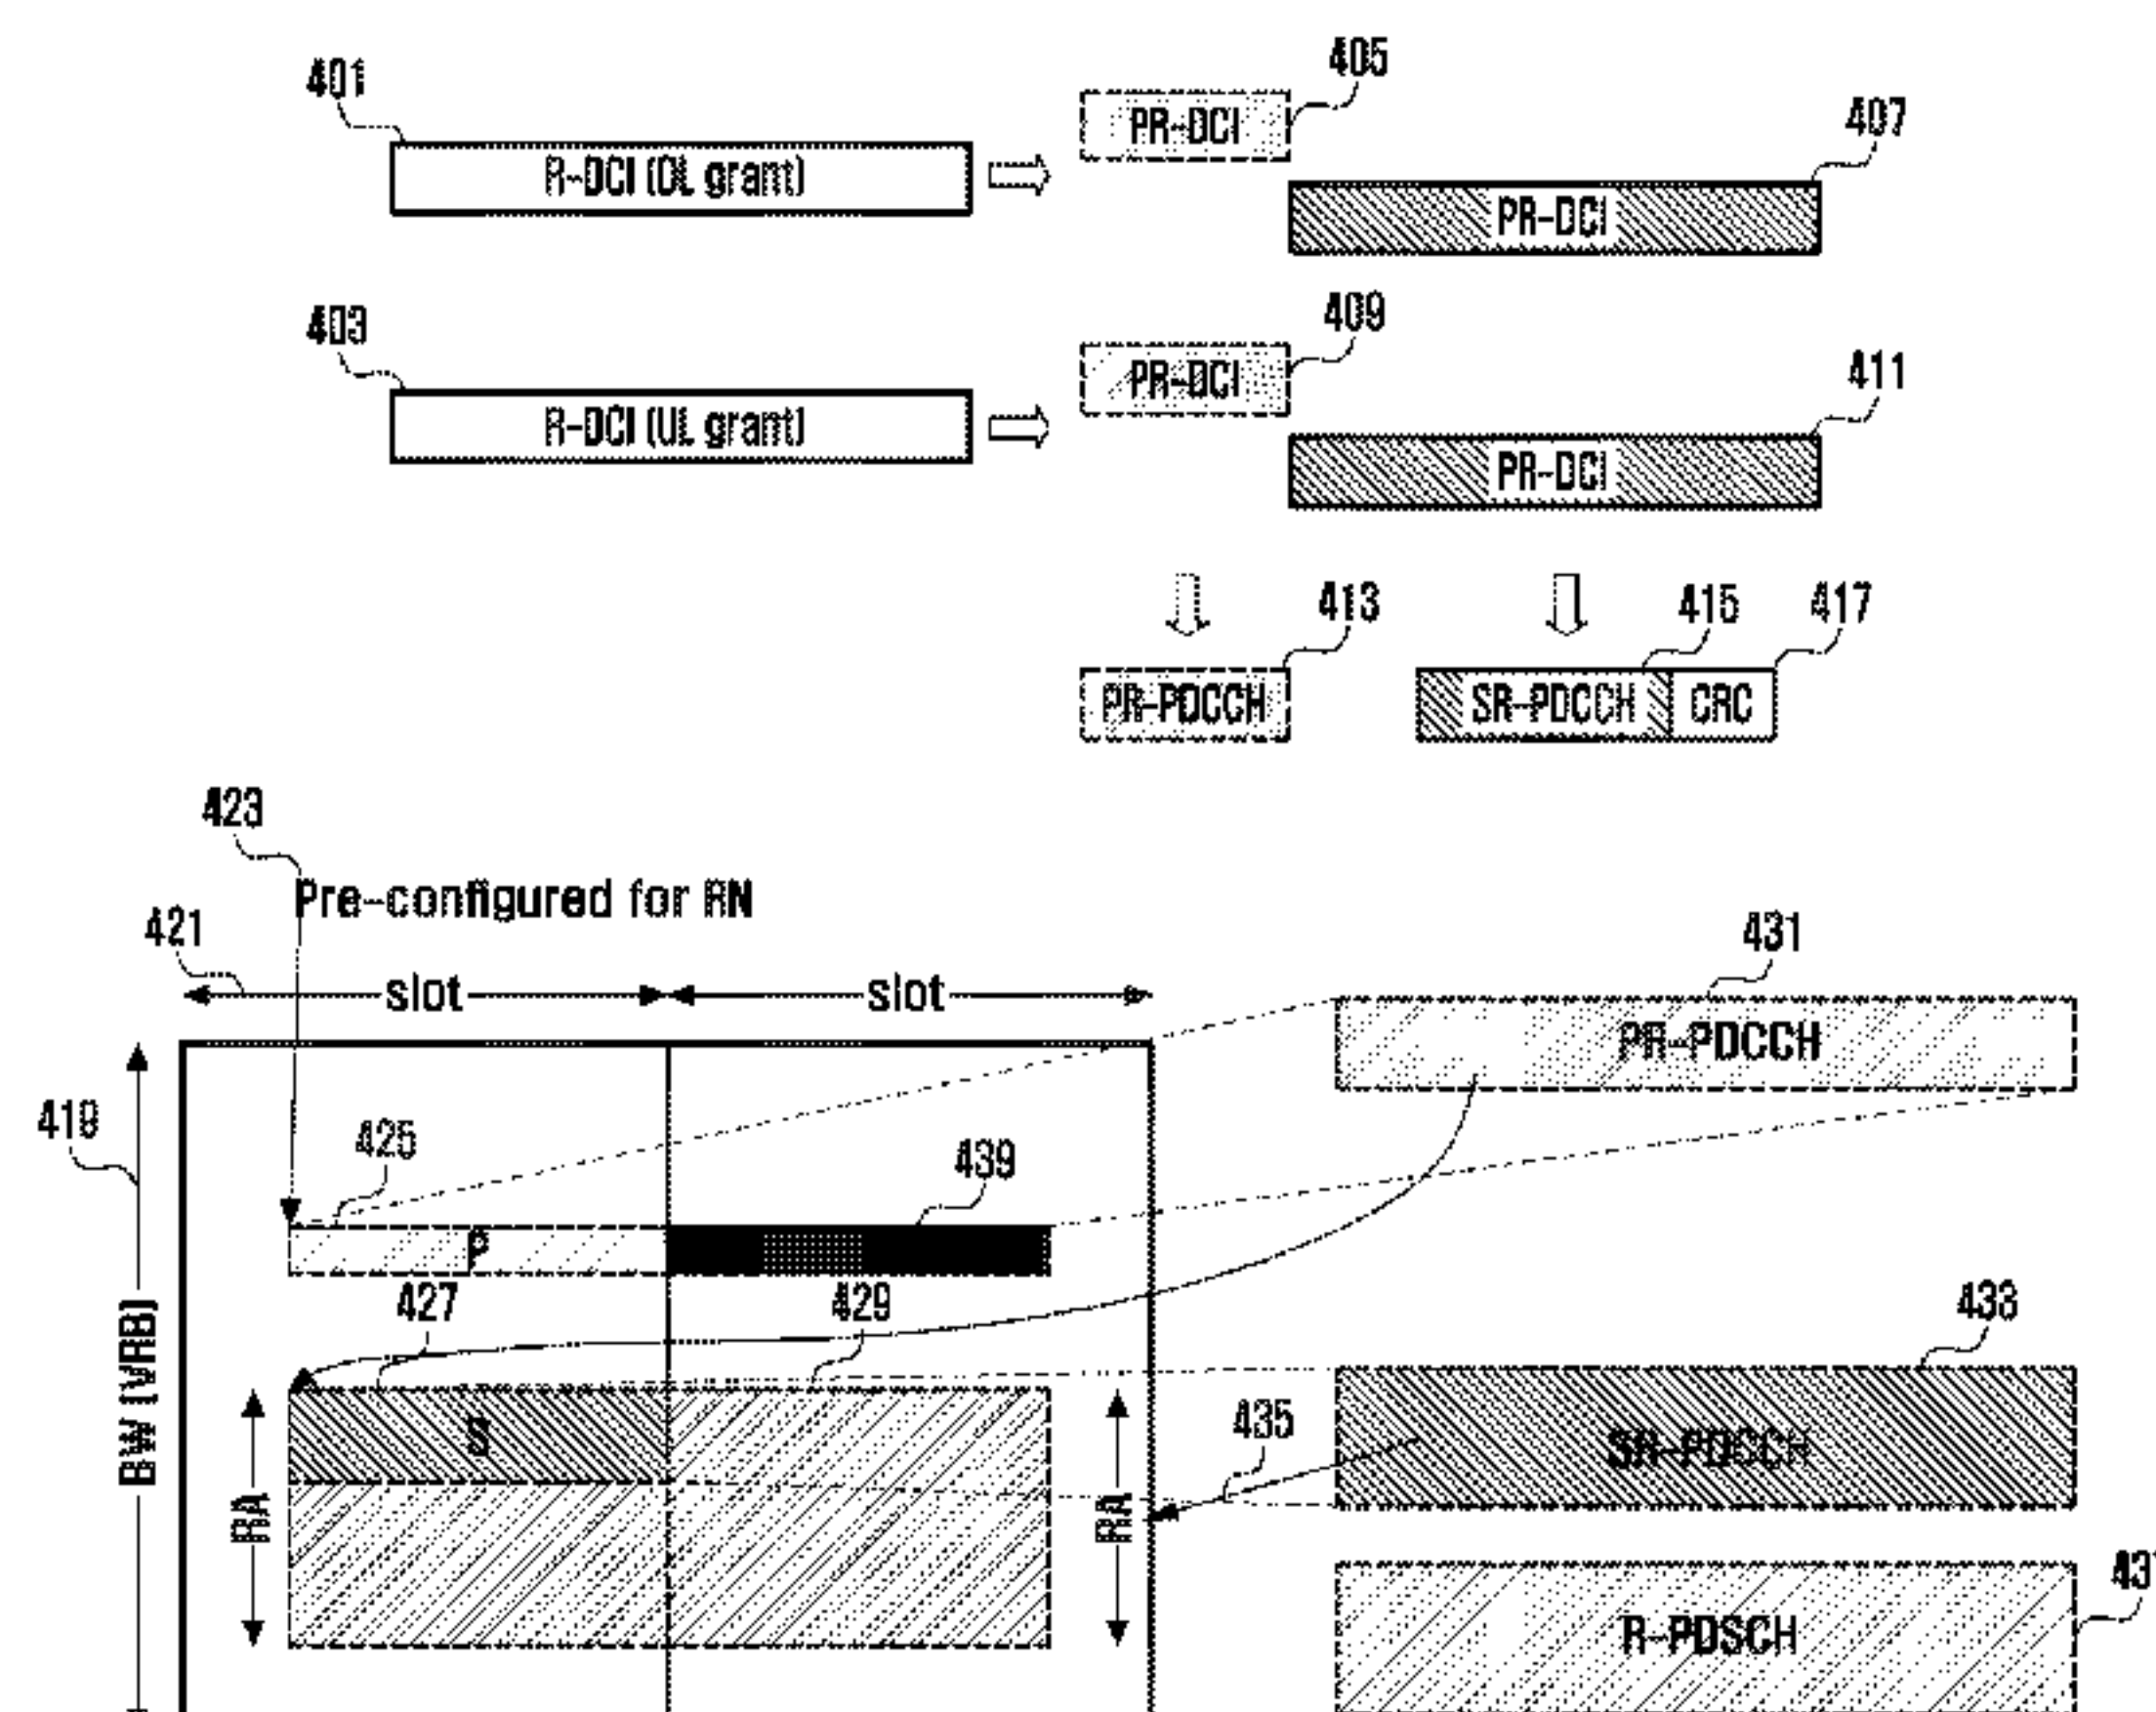 401
405
407
PR-DCI
R-DCI (DL grant)
PR-DCI
403
409
411
PR-DCI
R-DCI (UL grant)
PR-DCI
413
415
417
PR-PDCCH
SR-PDCCH
CRC
423
Pre-configured for RN
421
431
slot
slot
PR-PDCCH
419
425
439
P
427
429
433
BW (VRB)
435
S
SR-PDCCH
RA
RA
R-PDSCH